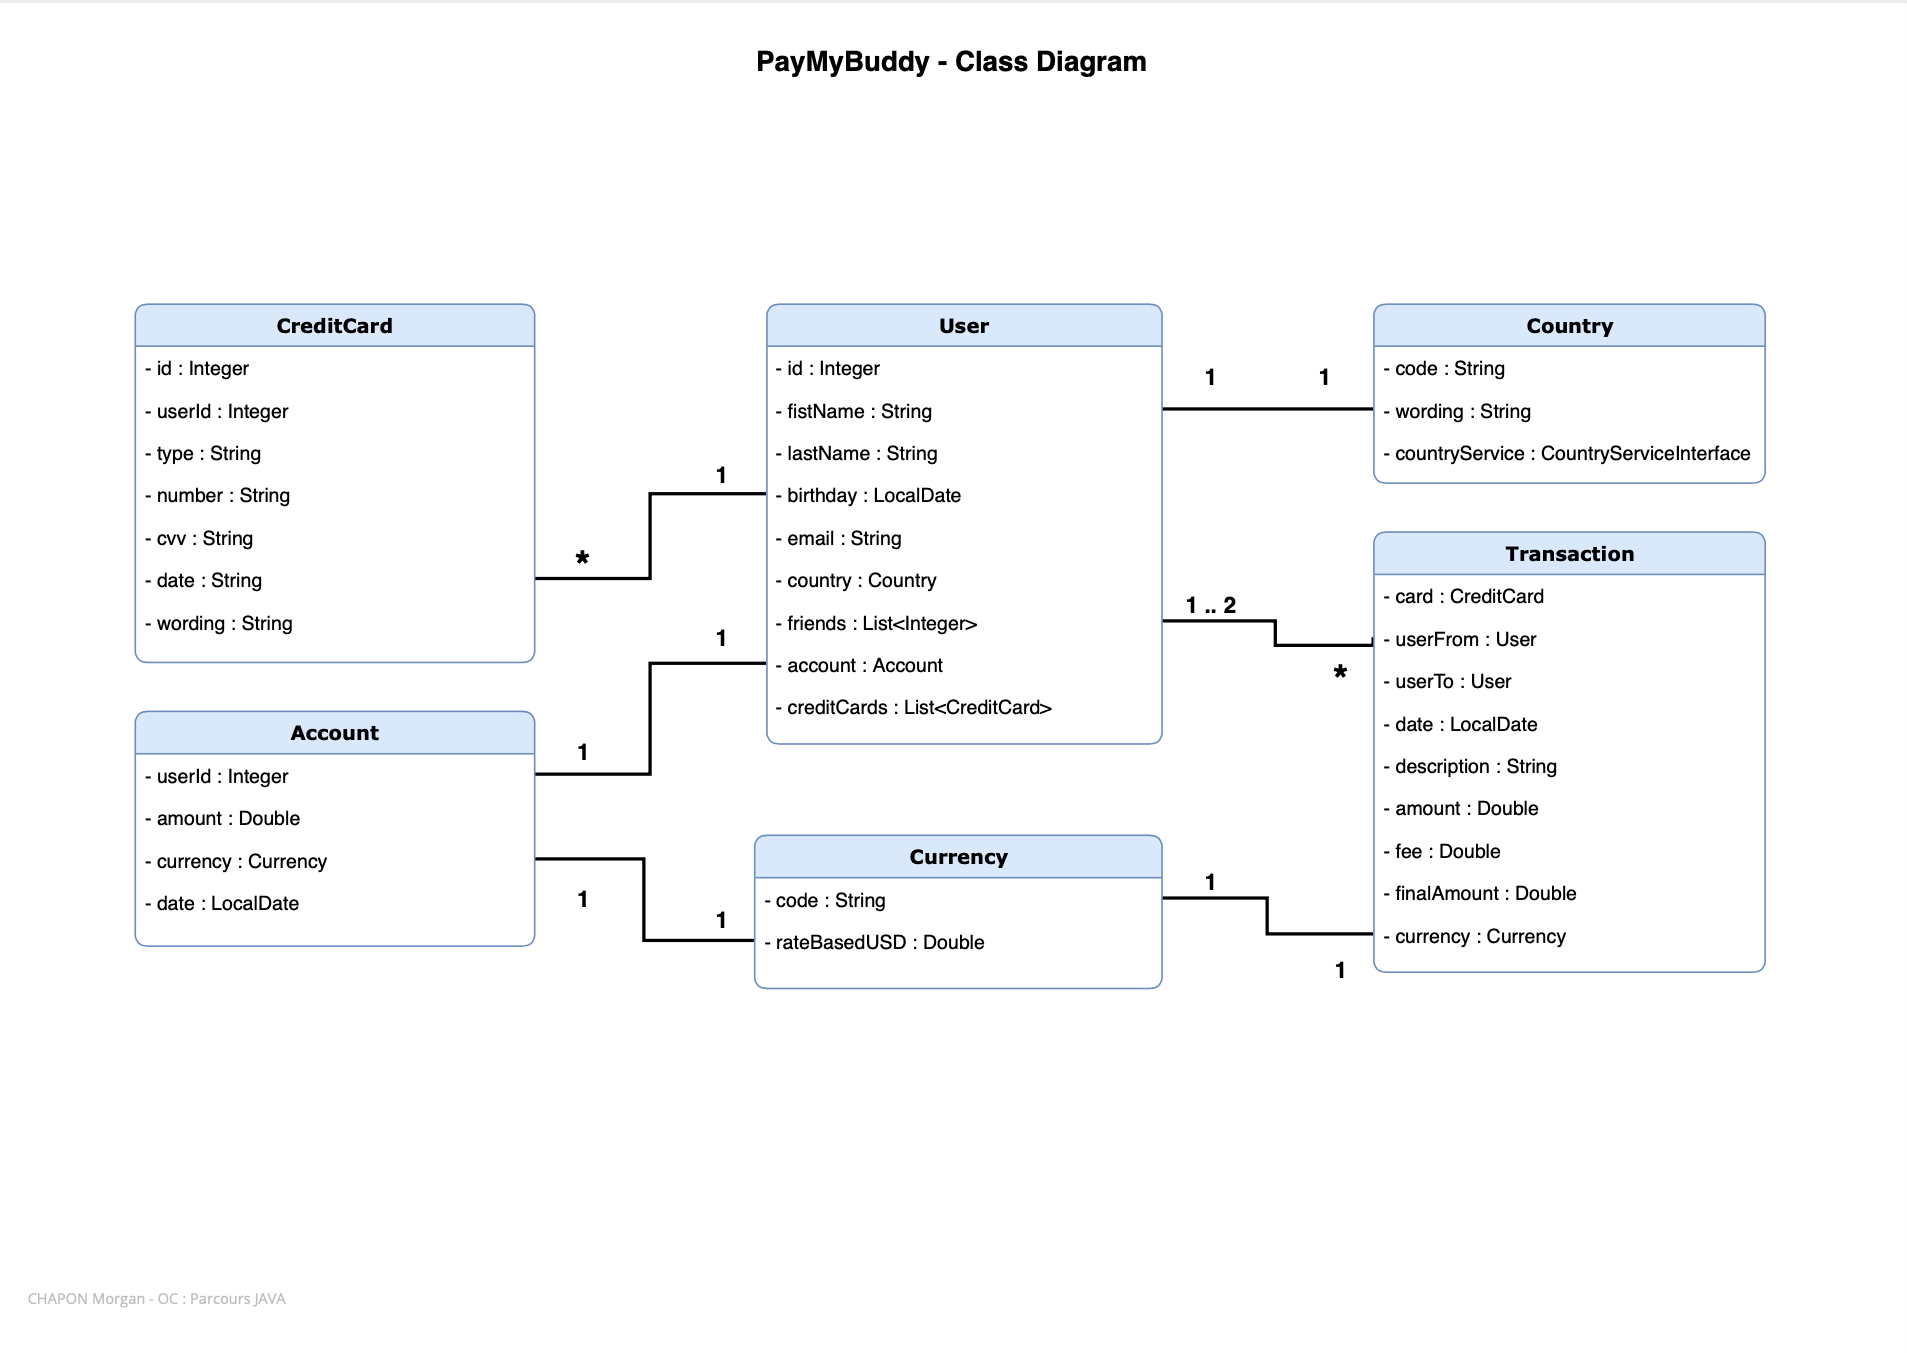 PayMyBuddy - Class Diagram
CreditCard
- id : Integer
- userId : Integer
- type : String
- number : String
- cvv : String
- date : String
- wording : String
*
1
User
- id : Integer
- fistName : String
- lastName : String
- birthday : LocalDate
- email : String
- country : Country
- friends : List<Integer>
- account : Account
- creditCards : List<CreditCard>
1
1
Country
- code : String
- wording : String
- countryService : CountryServiceInterface
1 .. 2
*
Transaction
- card : CreditCard
- userFrom : User
- userTo : User
- date : LocalDate
- description : String
- amount : Double
- fee : Double
- finalAmount : Double
- currency : Currency
Account
- userId : Integer
- amount : Double
- currency : Currency
- date : LocalDate
1
1
1
1
Currency
- code : String
- rateBasedUSD : Double
1
1
CHAPON Morgan - OC : Parcours JAVA